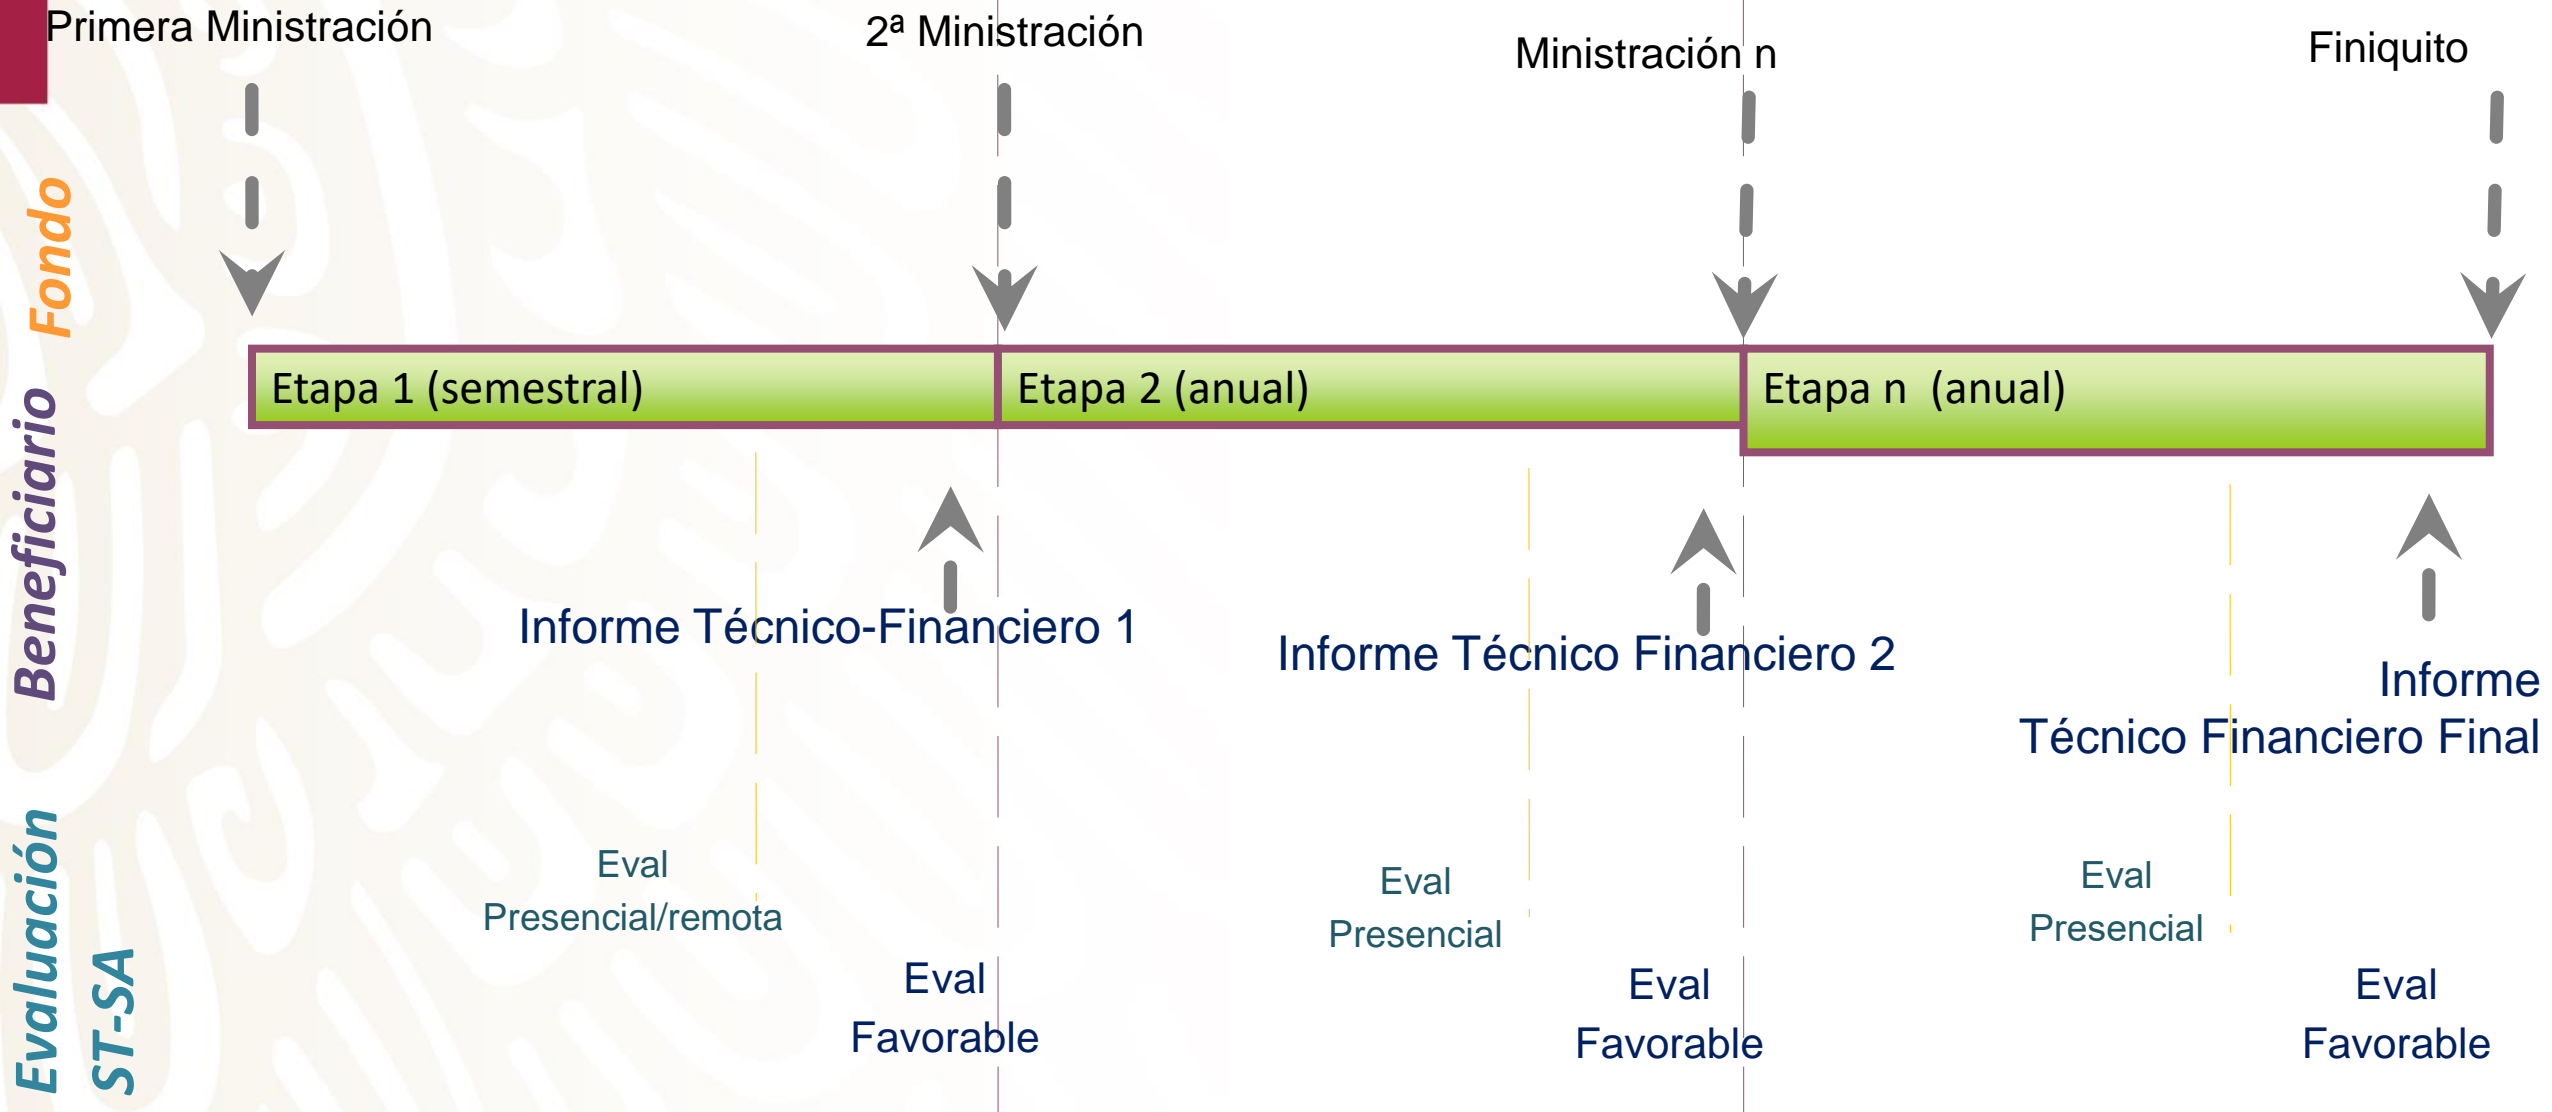 Primera Ministración
2ª Ministración
Ministración n
Finiquito
Fondo
Etapa 1 (semestral)
Etapa 2 (anual)
Etapa n  (anual)
Beneficiario
Informe Técnico-Financiero 1
Informe Técnico Financiero 2
Informe
Técnico Financiero Final
Evaluación
ST-SA
Eval
Presencial/remota
Eval
Favorable
Eval
Presencial
Eval
Favorable
Eval
Presencial
Eval
Favorable